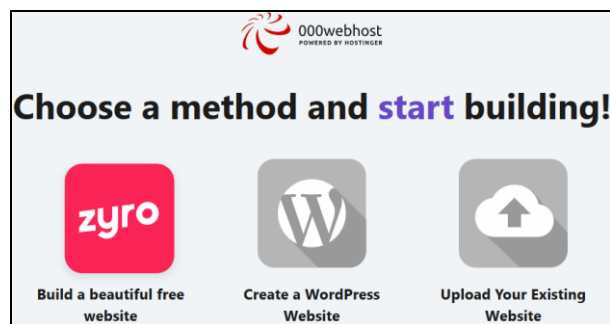 000webhost
POWERED BY HOSTINGER
Choose a method and start building!
zyro
W
Build a beautiful free
website
Create a WordPress
Website
Upload Your Existing
Website